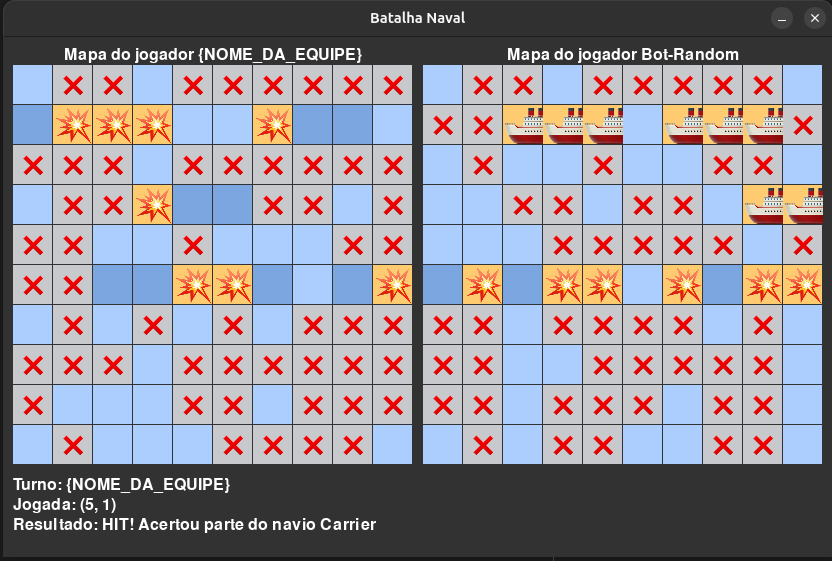 Batalha Naval
Mapa do jogador {NOME_DA_EQUIPE}
Mapa do jogador Bot-Random
Turno: {NOME_DA_EQUIPE}
Jogada: (5, 1)
Resultado: HIT! Acertou parte do navio Carrier